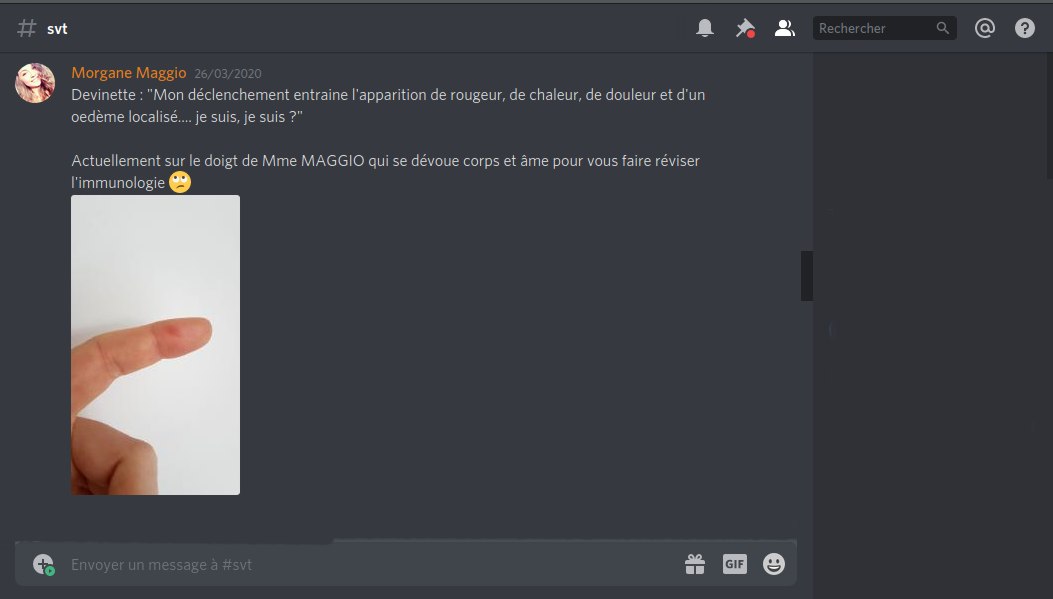 # svt
Rechercher
Morgane Maggio 26/03/2020
Devinette : "Mon déclenchement entraine l'apparition de rougeur, de chaleur, de douleur et d'un
oedème localisé.... je suis, je suis ?"
Actuellement sur le doigt de Mme MAGGIO qui se dévoue corps et âme pour vous faire réviser
l'immunologie 🙄
Envoyer un message à #svt
GIF